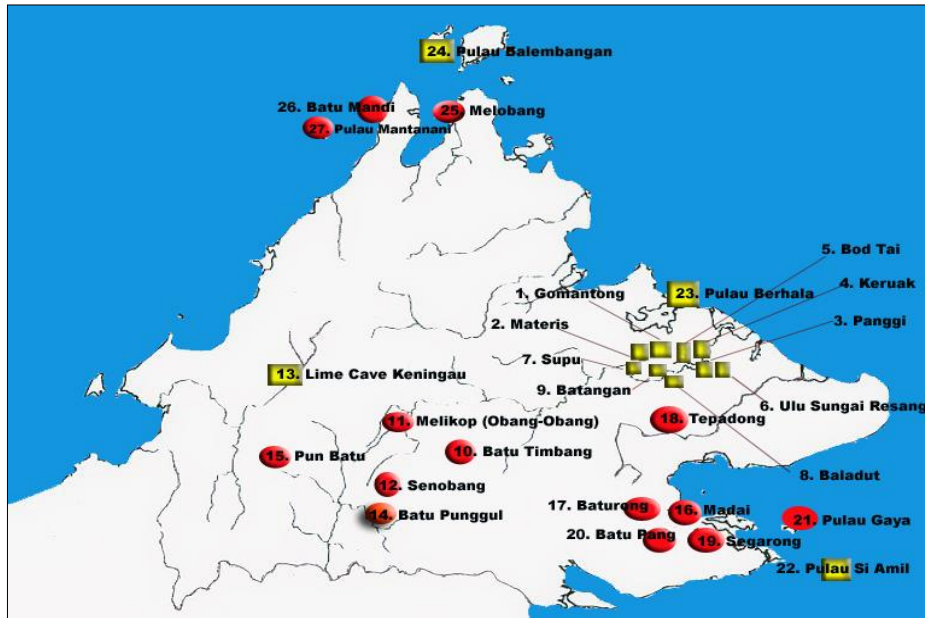 24. Pulau Balembangan
26. Batu Mandi
25. Melobang
27. Pulau Mantanani
5. Bod Tai
4. Keruak
1. Gomantong
23. Pulau Berhala
2. Materis
3. Panggi
7. Supu
13. Lime Cave Keningau
9. Batangan
6. Ulu Sungai Resang
11. Melikop (Obang-Obang)
18. Tepadong
15. Pun Batu
10. Batu Timbang
8. Baladut
12. Senobang
17. Baturong
16. Madai
14. Batu Punggul
21. Pulau Gaya
20. Batu Pang
19. Segarong
22. Pulau Si Amil